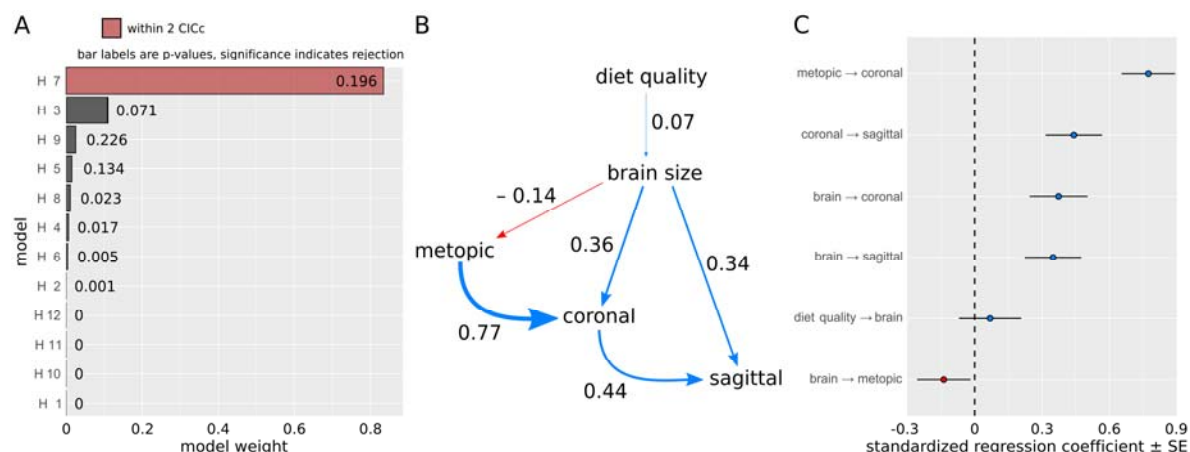 A
within 2 CICc
bar labels are p-values, significance indicates rejection
H 7
0.196
H 3
0.071
H 9
0.226
H 5
0.134
H 8
0.023
H 4
0.017
H 6
0.005
H 2
0.001
H 12
0
H 11
0
H 10
0
H 1
0
model
0
0.2
0.4
0.6
0.8
model weight
B
diet quality
0.07
brain size
– 0.14
metopic
0.36
0.34
0.77
coronal
0.44
sagittal
C
metopic → coronal
coronal → sagittal
brain → coronal
brain → sagittal
diet quality → brain
brain → metopic
-0.3
0
0.3
0.6
0.9
standardized regression coefficient ± SE